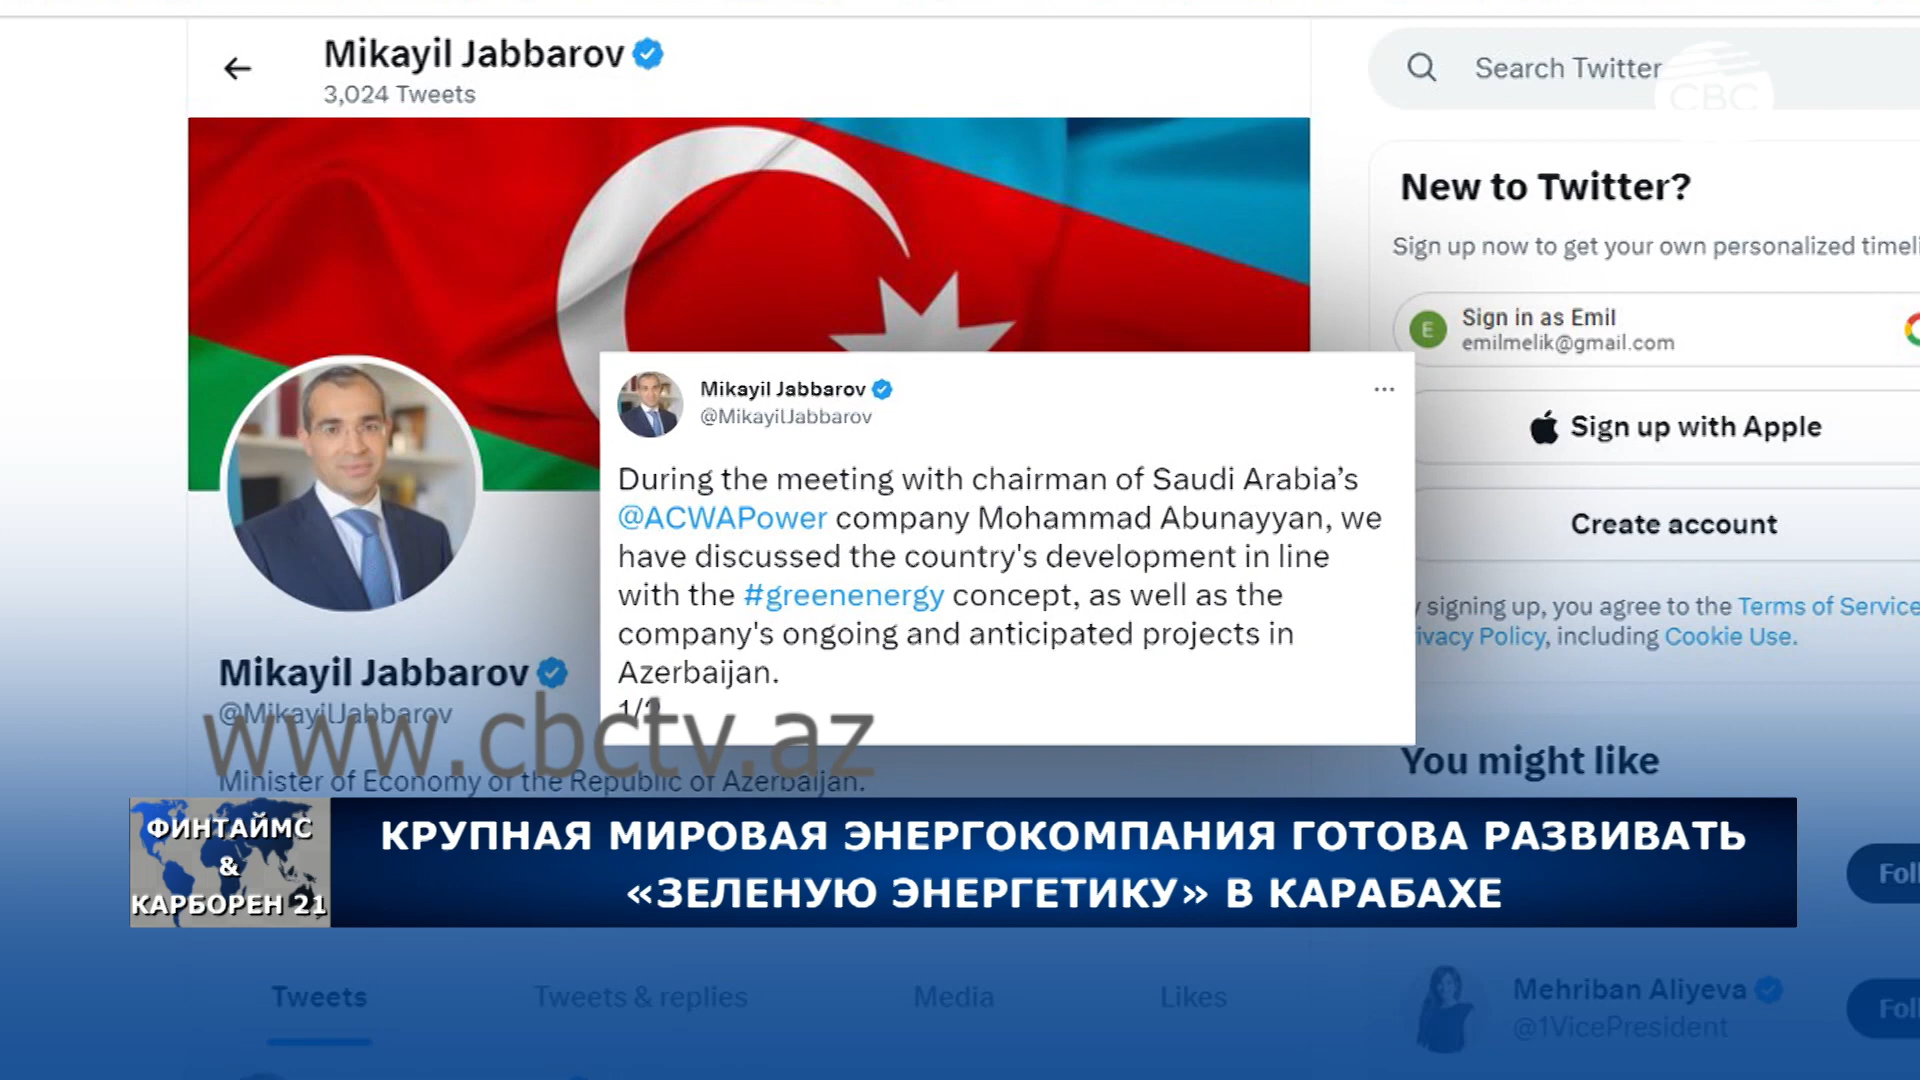 Mikayil Jabbarov
3,024 Tweets
Search Twitter
CBC
New to Twitter?
Sign up now to get your own personalized
E
Sign in as Emil
emilmelik@gmail.com
Sign up with Apple
Create account
signing up, you agree to the Terms of Service
Policy, including Cookie Use.
Mikayil Jabbarov
@MikayilJabbarov
During the meeting with chairman of Saudi Arabia’s
@ACWAPower company Mohammad Abunayyan, we
have discussed the country's development in line
with the #greenenergy concept, as well as the
company's ongoing and anticipated projects in
Azerbaijan.
1/2
Mikayil Jabbarov
@MikayilJabbarov
www.cbctv.az
Minister of Economy of the Republic of Azerbaijan.
You might like
ФИНТАЙМС
&
КАРБОРЕН 21
КРУПНАЯ МИРОВАЯ ЭНЕРГОКОМПАНИЯ ГОТОВА РАЗВИВАТЬ
«ЗЕЛЕНУЮ ЭНЕРГЕТИКУ» В КАРАБАХЕ
Tweets
Tweets & replies
Media
Likes
Mehriban Aliyeva
@1VicePresident